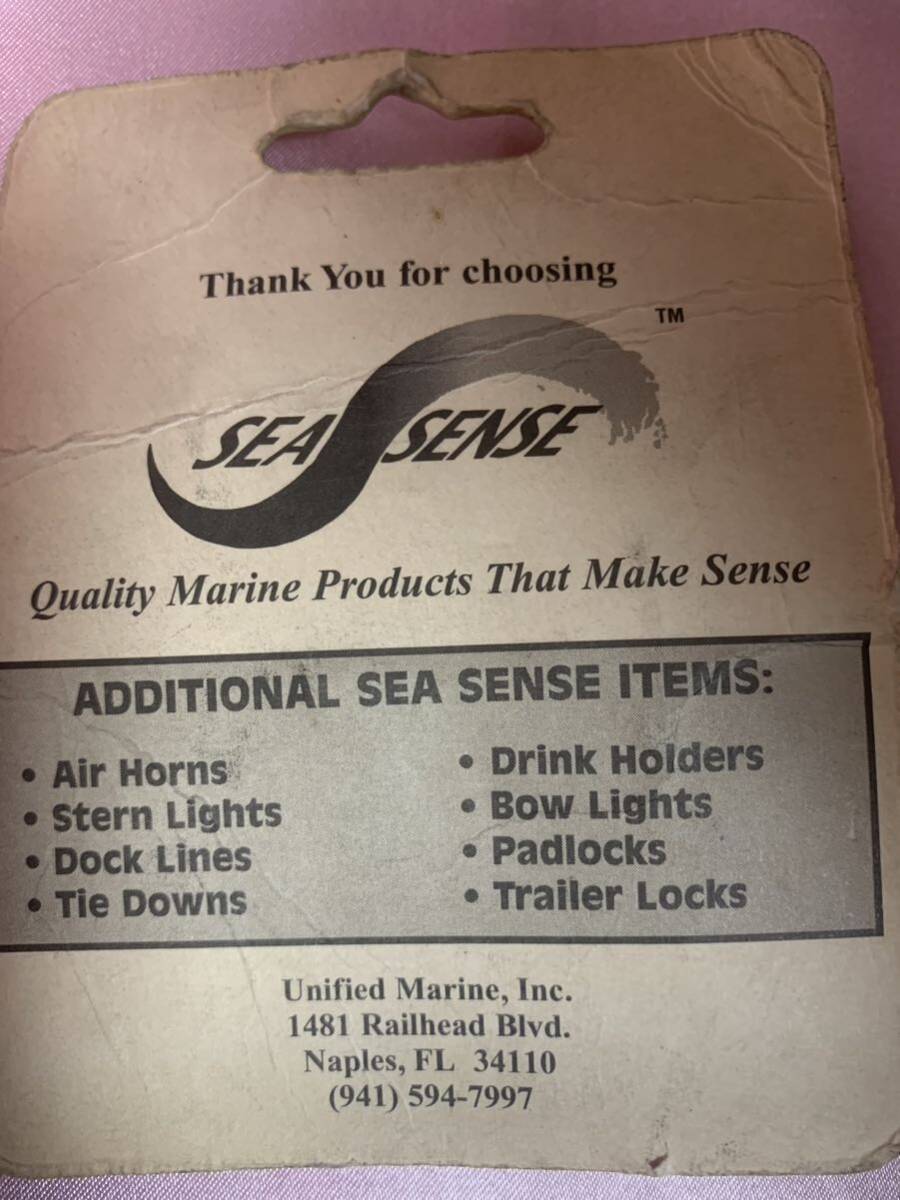 Thank You for choosing
SEA SENSE TM
Quality Marine Products That Make Sense
ADDITIONAL SEA SENSE ITEMS:
• Air Horns
• Stern Lights
• Dock Lines
• Tie Downs
• Drink Holders
• Bow Lights
• Padlocks
• Trailer Locks
Unified Marine, Inc.
1481 Railhead Blvd.
Naples, FL 34110
(941) 594-7997